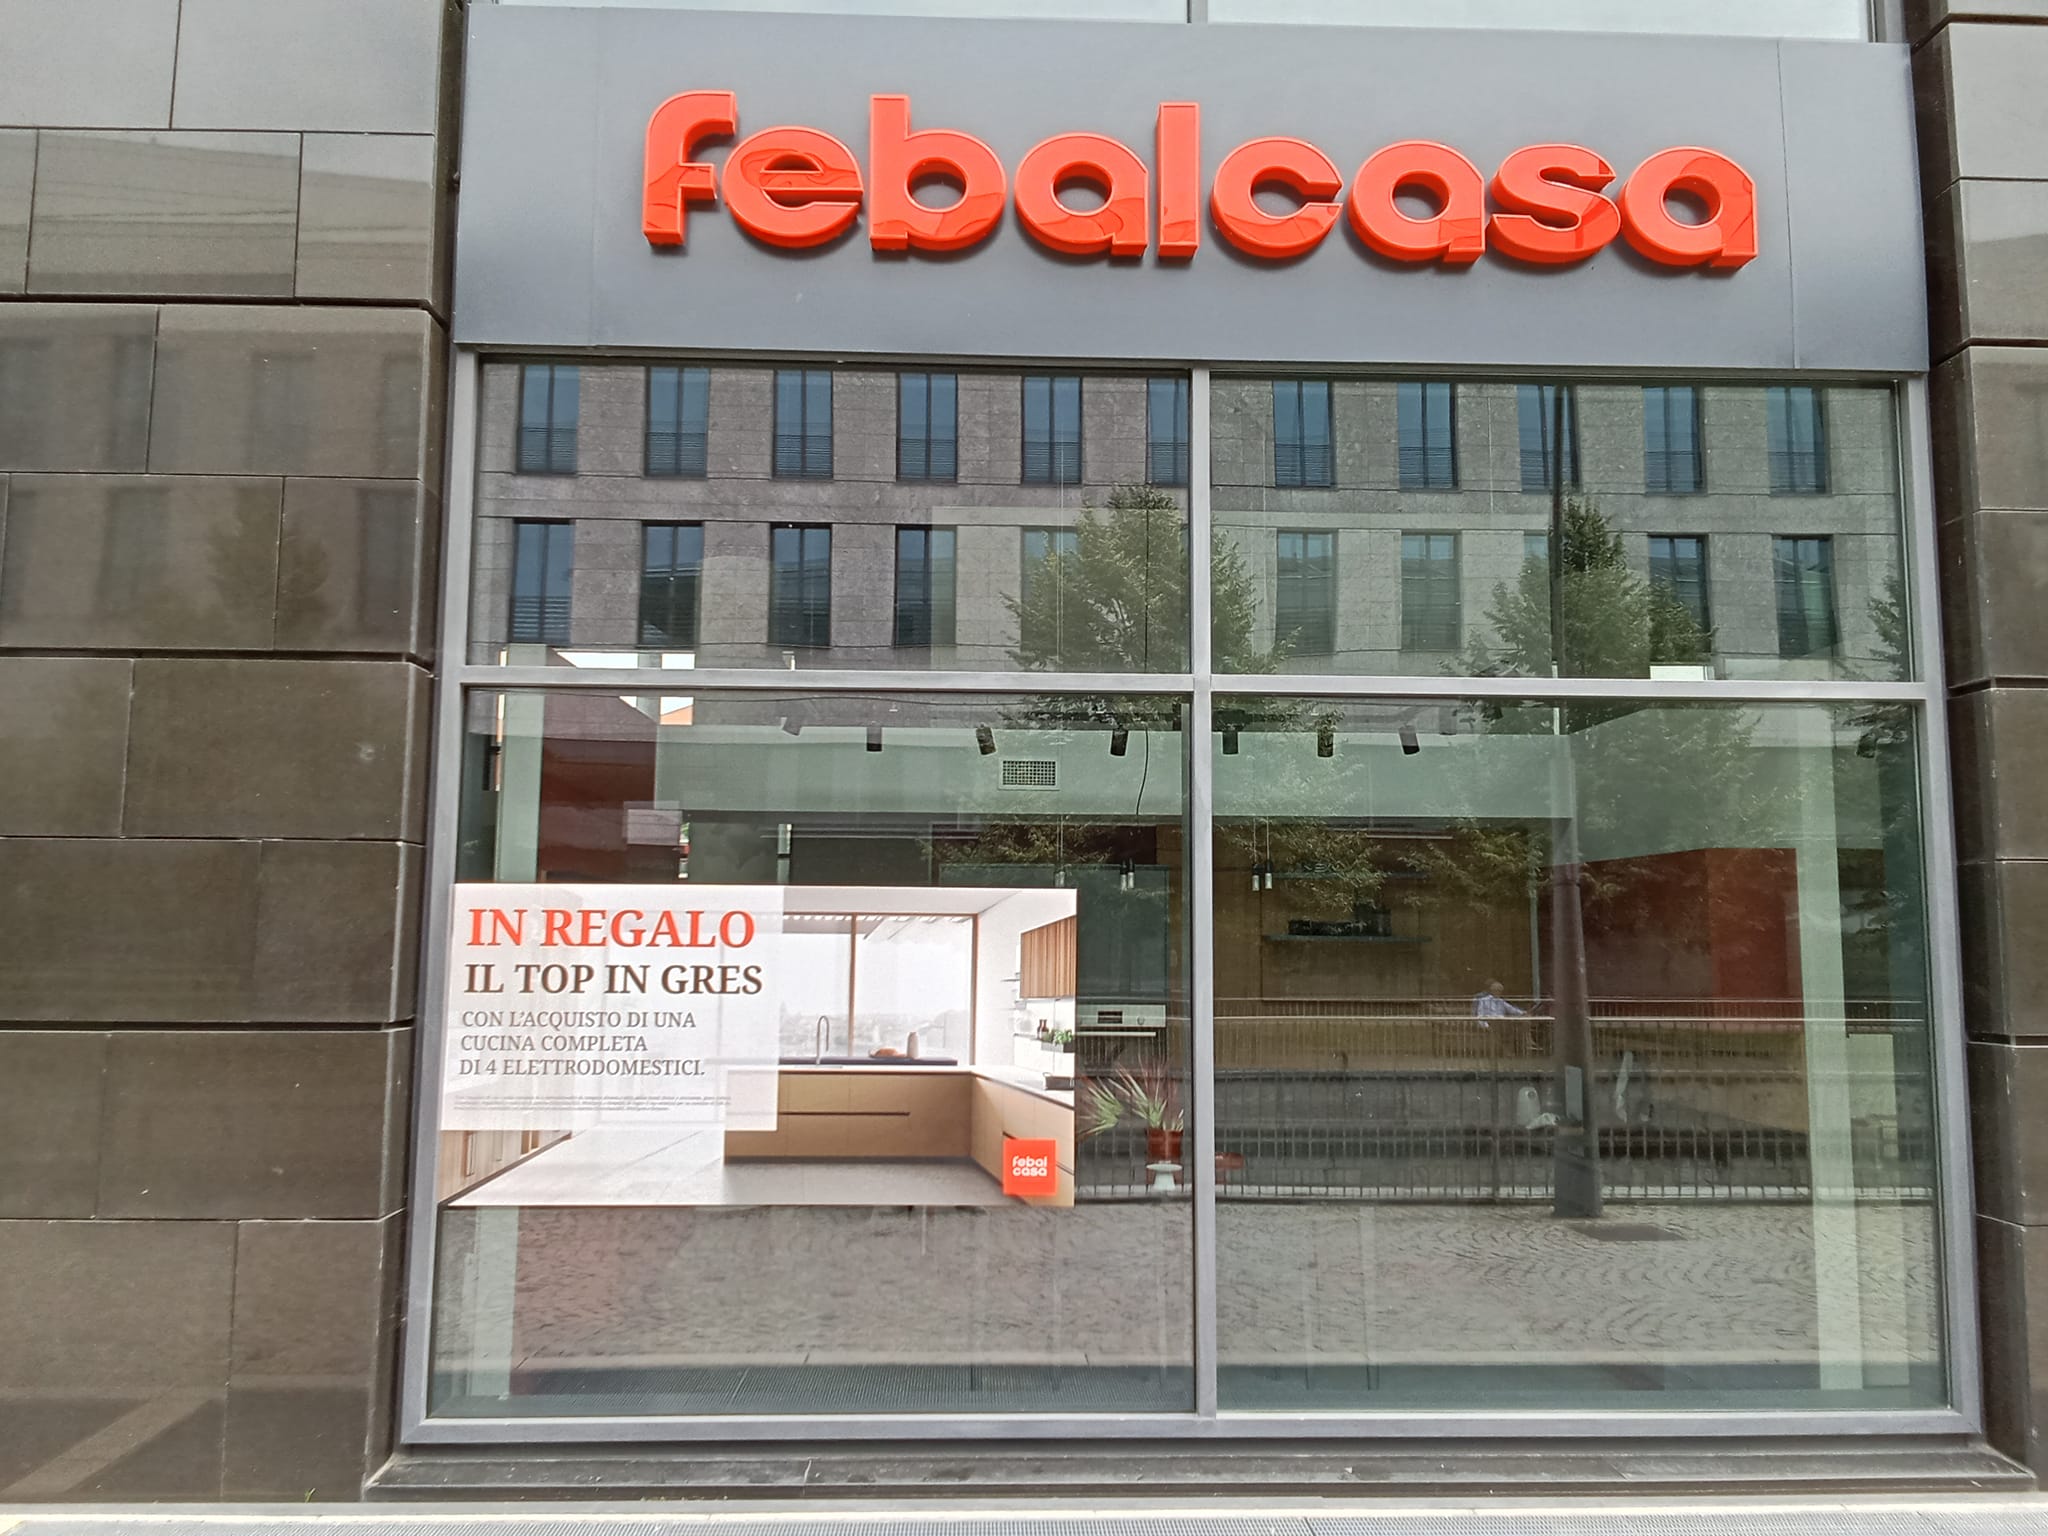 febalcasa
IN REGALO
IL TOP IN GRES
CON L'ACQUISTO DI UNA
CUCINA COMPLETA
DI 4 ELETTRODOMESTICI.
febal
casa